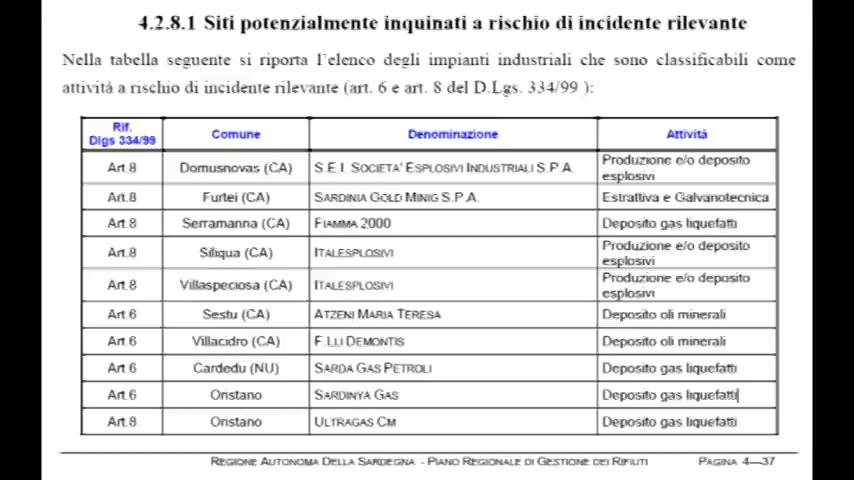 4.2.8.1 Siti potenzialmente inquinati a rischio di incidente rilevante
Nella tabella seguente si riporta l'elenco degli impianti industriali che sono classificabili come
attività a rischio di incidente rilevante (art. 6 e art. 8 del D.Lgs. 334/99 ):
Rif. Dlgs 334/99 Comune Denominazione Attività
Art.8 Domusnovas (CA) S.E.I. SOCIETA' ESPLOSIVI INDUSTRIALI S.P.A. Produzione e/o deposito esplosivi
Art.8 Furtei (CA) SARDINIA GOLD MINIG S.P.A. Estrattiva e Galvanotecnica
Art.8 Serramanna (CA) FIAMMA 2000 Deposito gas liquefatti
Art.8 Siliqua (CA) ITALESPLOSIVI Produzione e/o deposito esplosivi
Art.8 Villaspeciosa (CA) ITALESPLOSIVI Produzione e/o deposito esplosivi
Art.6 Sestu (CA) ATZENI MARIA TERESA Deposito oli minerali
Art.6 Villacidro (CA) F.LLI DEMONTIS Deposito oli minerali
Art.6 Cardedu (NU) SARDA GAS PETROLI Deposito gas liquefatti
Art.6 Oristano SARDINYA GAS Deposito gas liquefatti
Art.8 Oristano ULTRAGAS CM Deposito gas liquefatti
REGIONE AUTONOMA DELLA SARDEGNA - PIANO REGIONALE DI GESTIONE DEI RIFIUTI PAGINA 4—37